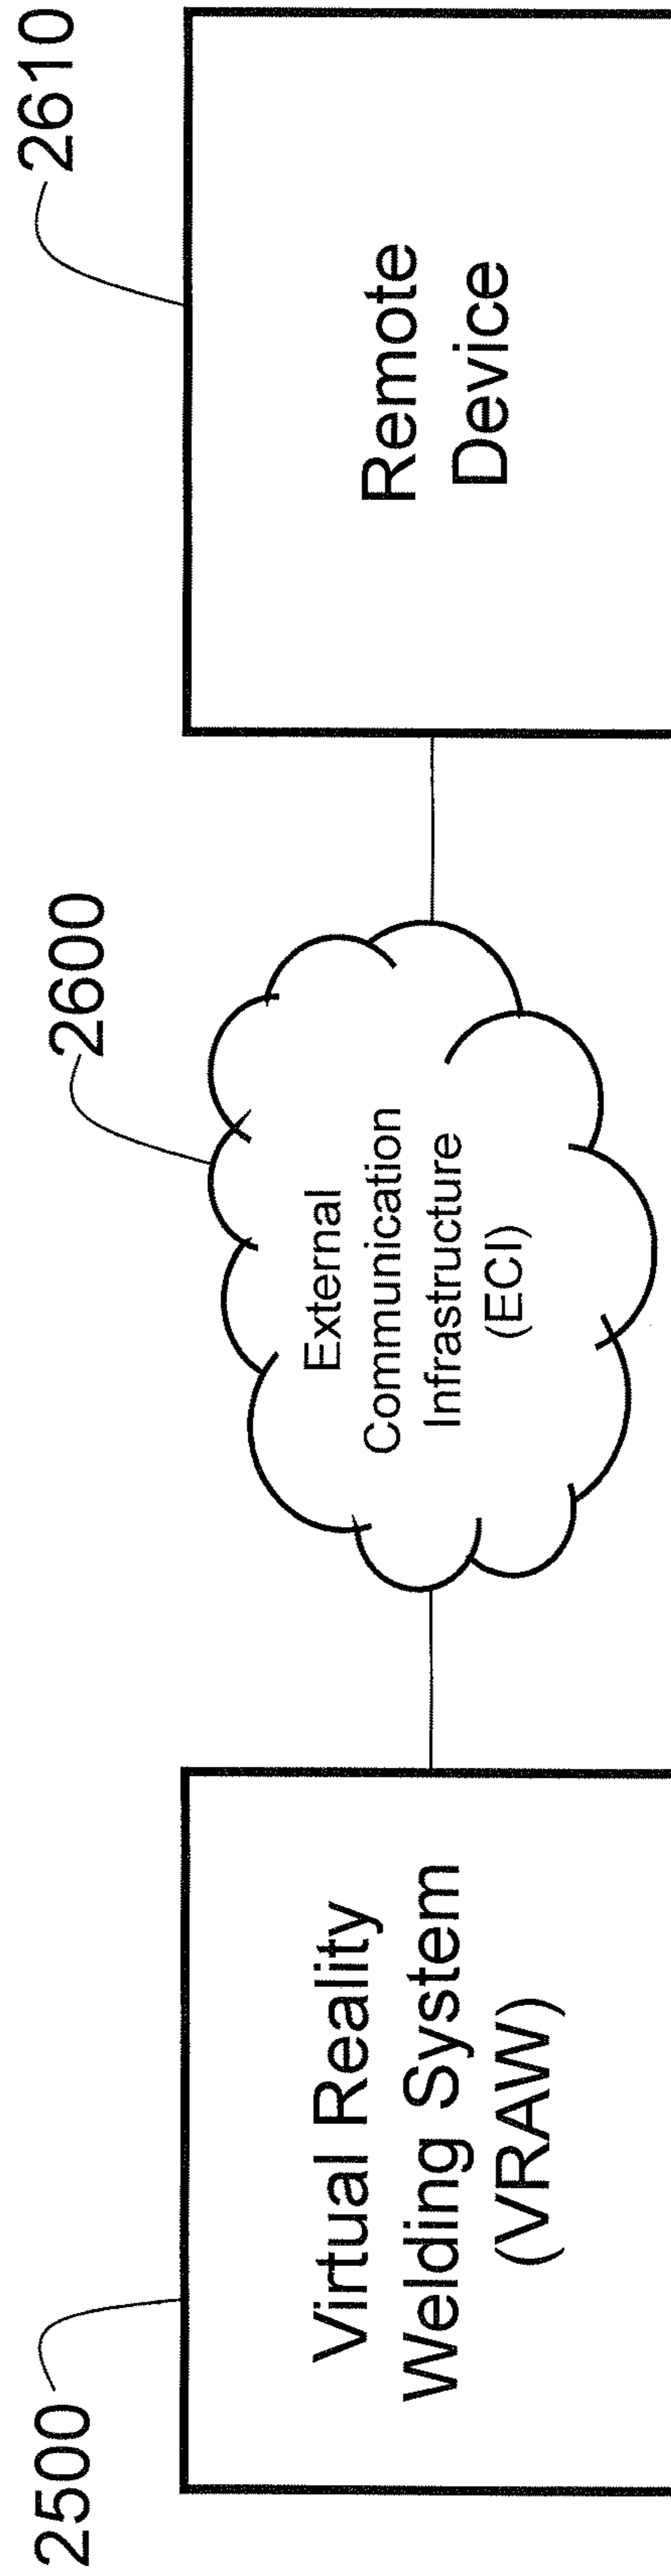 2500
Virtual Reality
Welding System
(VRAW)
2600
External
Communication
Infrastructure
(ECI)
2610
Remote
Device